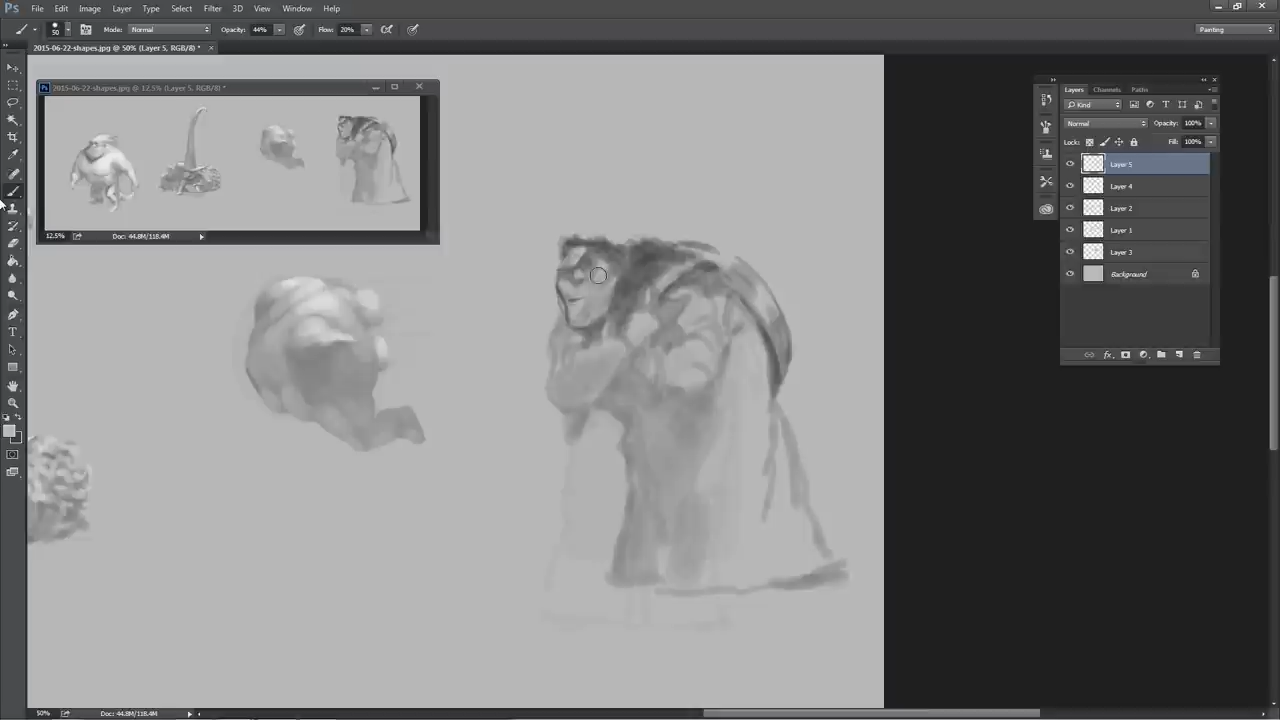 Ps File Edit Image Layer Type Select Filter 3D View Window Help
50 Mode: Normal Opacity: 44% Flow: 20% Painting
2015-06-22-shapes.jpg @ 50% (Layer 5, RGB/8) *
Ps 2015-06-22-shapes.jpg @ 12.5% (Layer 5, RGB/8) *
12.5% Doc: 44.8M/118.4M
Layers Channels Paths
Kind
Normal Opacity: 100%
Lock: Fill: 100%
Layer 5
Layer 4
Layer 2
Layer 1
Layer 3
Background
fx
50% Doc: 44.8M/118.4M